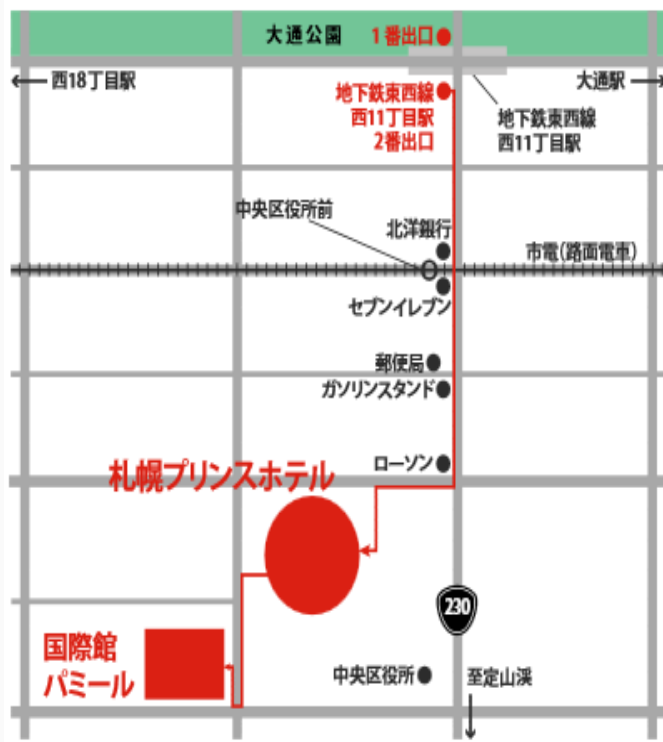 大通公園
1番出口
西18丁目駅
大通駅
地下鉄東西線
西11丁目駅
2番出口
地下鉄東西線
西11丁目駅
中央区役所前
北洋銀行
市電(路面電車)
セブンイレブン
郵便局
ガソリンスタンド
ローソン
札幌プリンスホテル
230
国際館
パミール
中央区役所
至定山渓